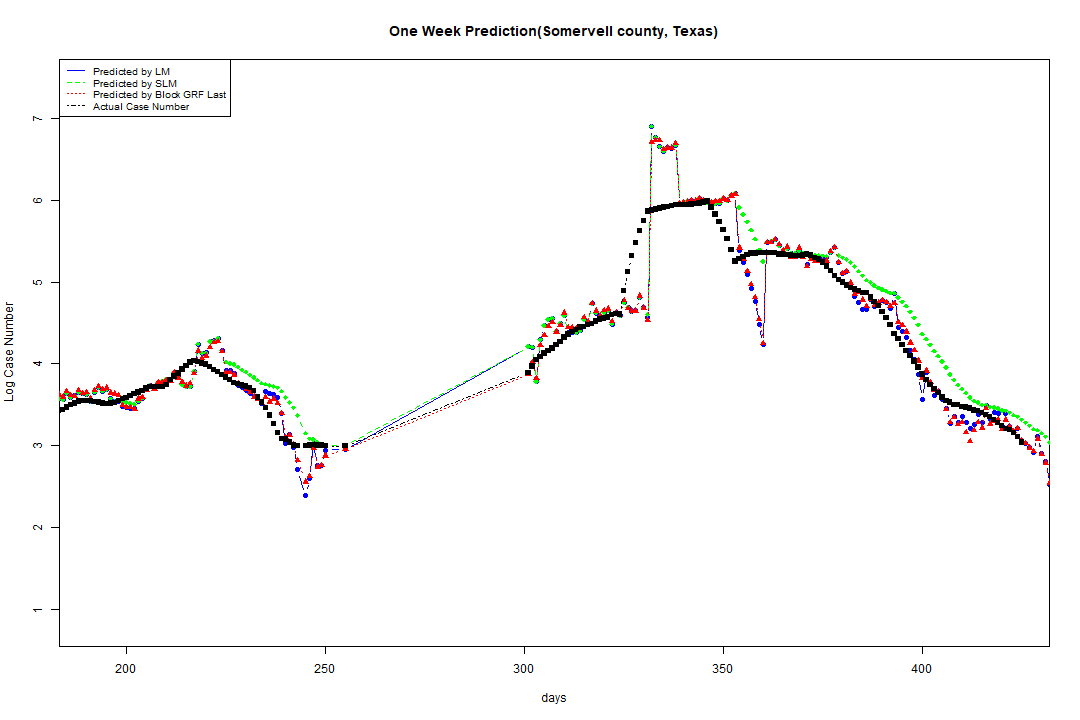 One Week Prediction(Somervell county, Texas)
Predicted by LM
Predicted by SLM
Predicted by Block GRF Last
Actual Case Number
Log Case Number
7
6
5
4
3
2
1
200 250 300 350 400
days